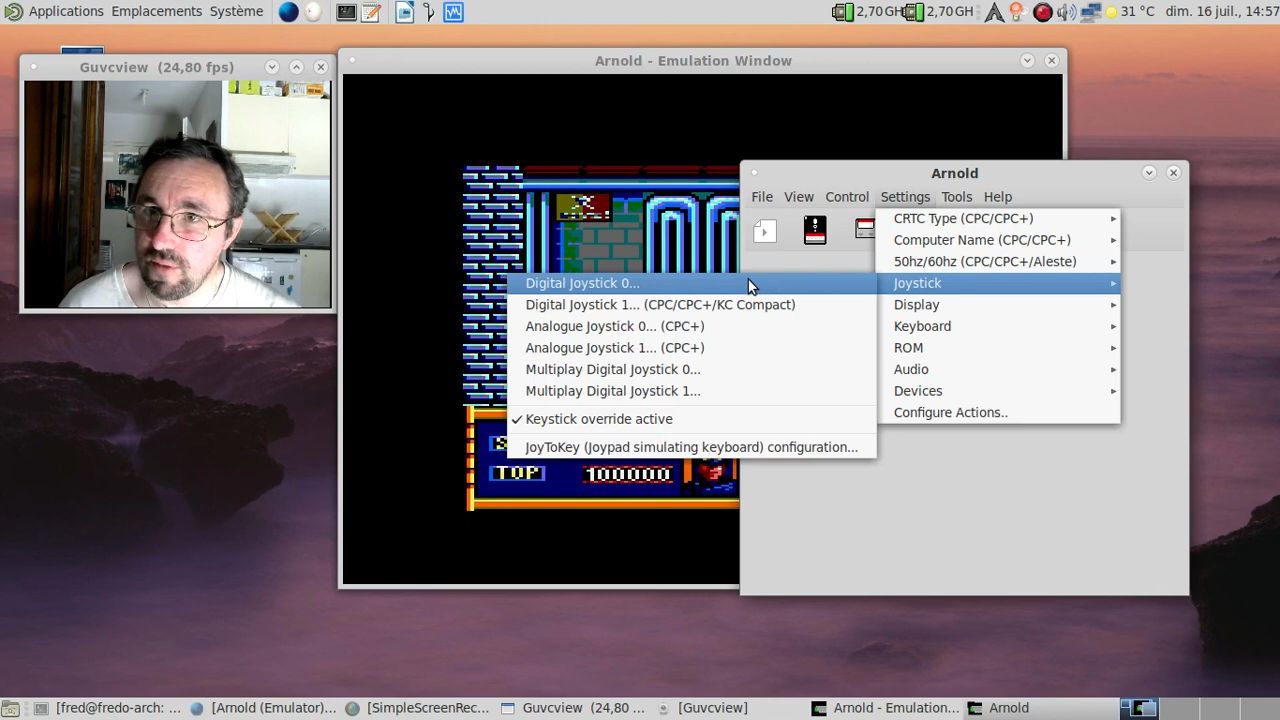 Applications Emplacements Système 2,70 GH 2,70 GH 31 °C dim. 16 juil., 14:57
Guvcview (24,80 fps)
Arnold - Emulation Window
Arnold
File View Control Settings Tools Help
CRTC Type (CPC/CPC+)
Computer Name (CPC/CPC+)
50hz/60hz (CPC/CPC+/Aleste)
Joystick
Display
Keyboard
ROM
Audio
Devices
Configure Actions..
Digital Joystick 0...
Digital Joystick 1... (CPC/CPC+/KC Compact)
Analogue Joystick 0... (CPC+)
Analogue Joystick 1... (CPC+)
Multiplay Digital Joystick 0...
Multiplay Digital Joystick 1...
Keystick override active
JoyToKey (Joypad simulating keyboard) configuration...
TOP 1000000
[fred@fredo-arch: ... [Arnold (Emulator)... [SimpleScreenRec... Guvcview (24,80 ... [Guvcview] Arnold - Emulation... Arnold